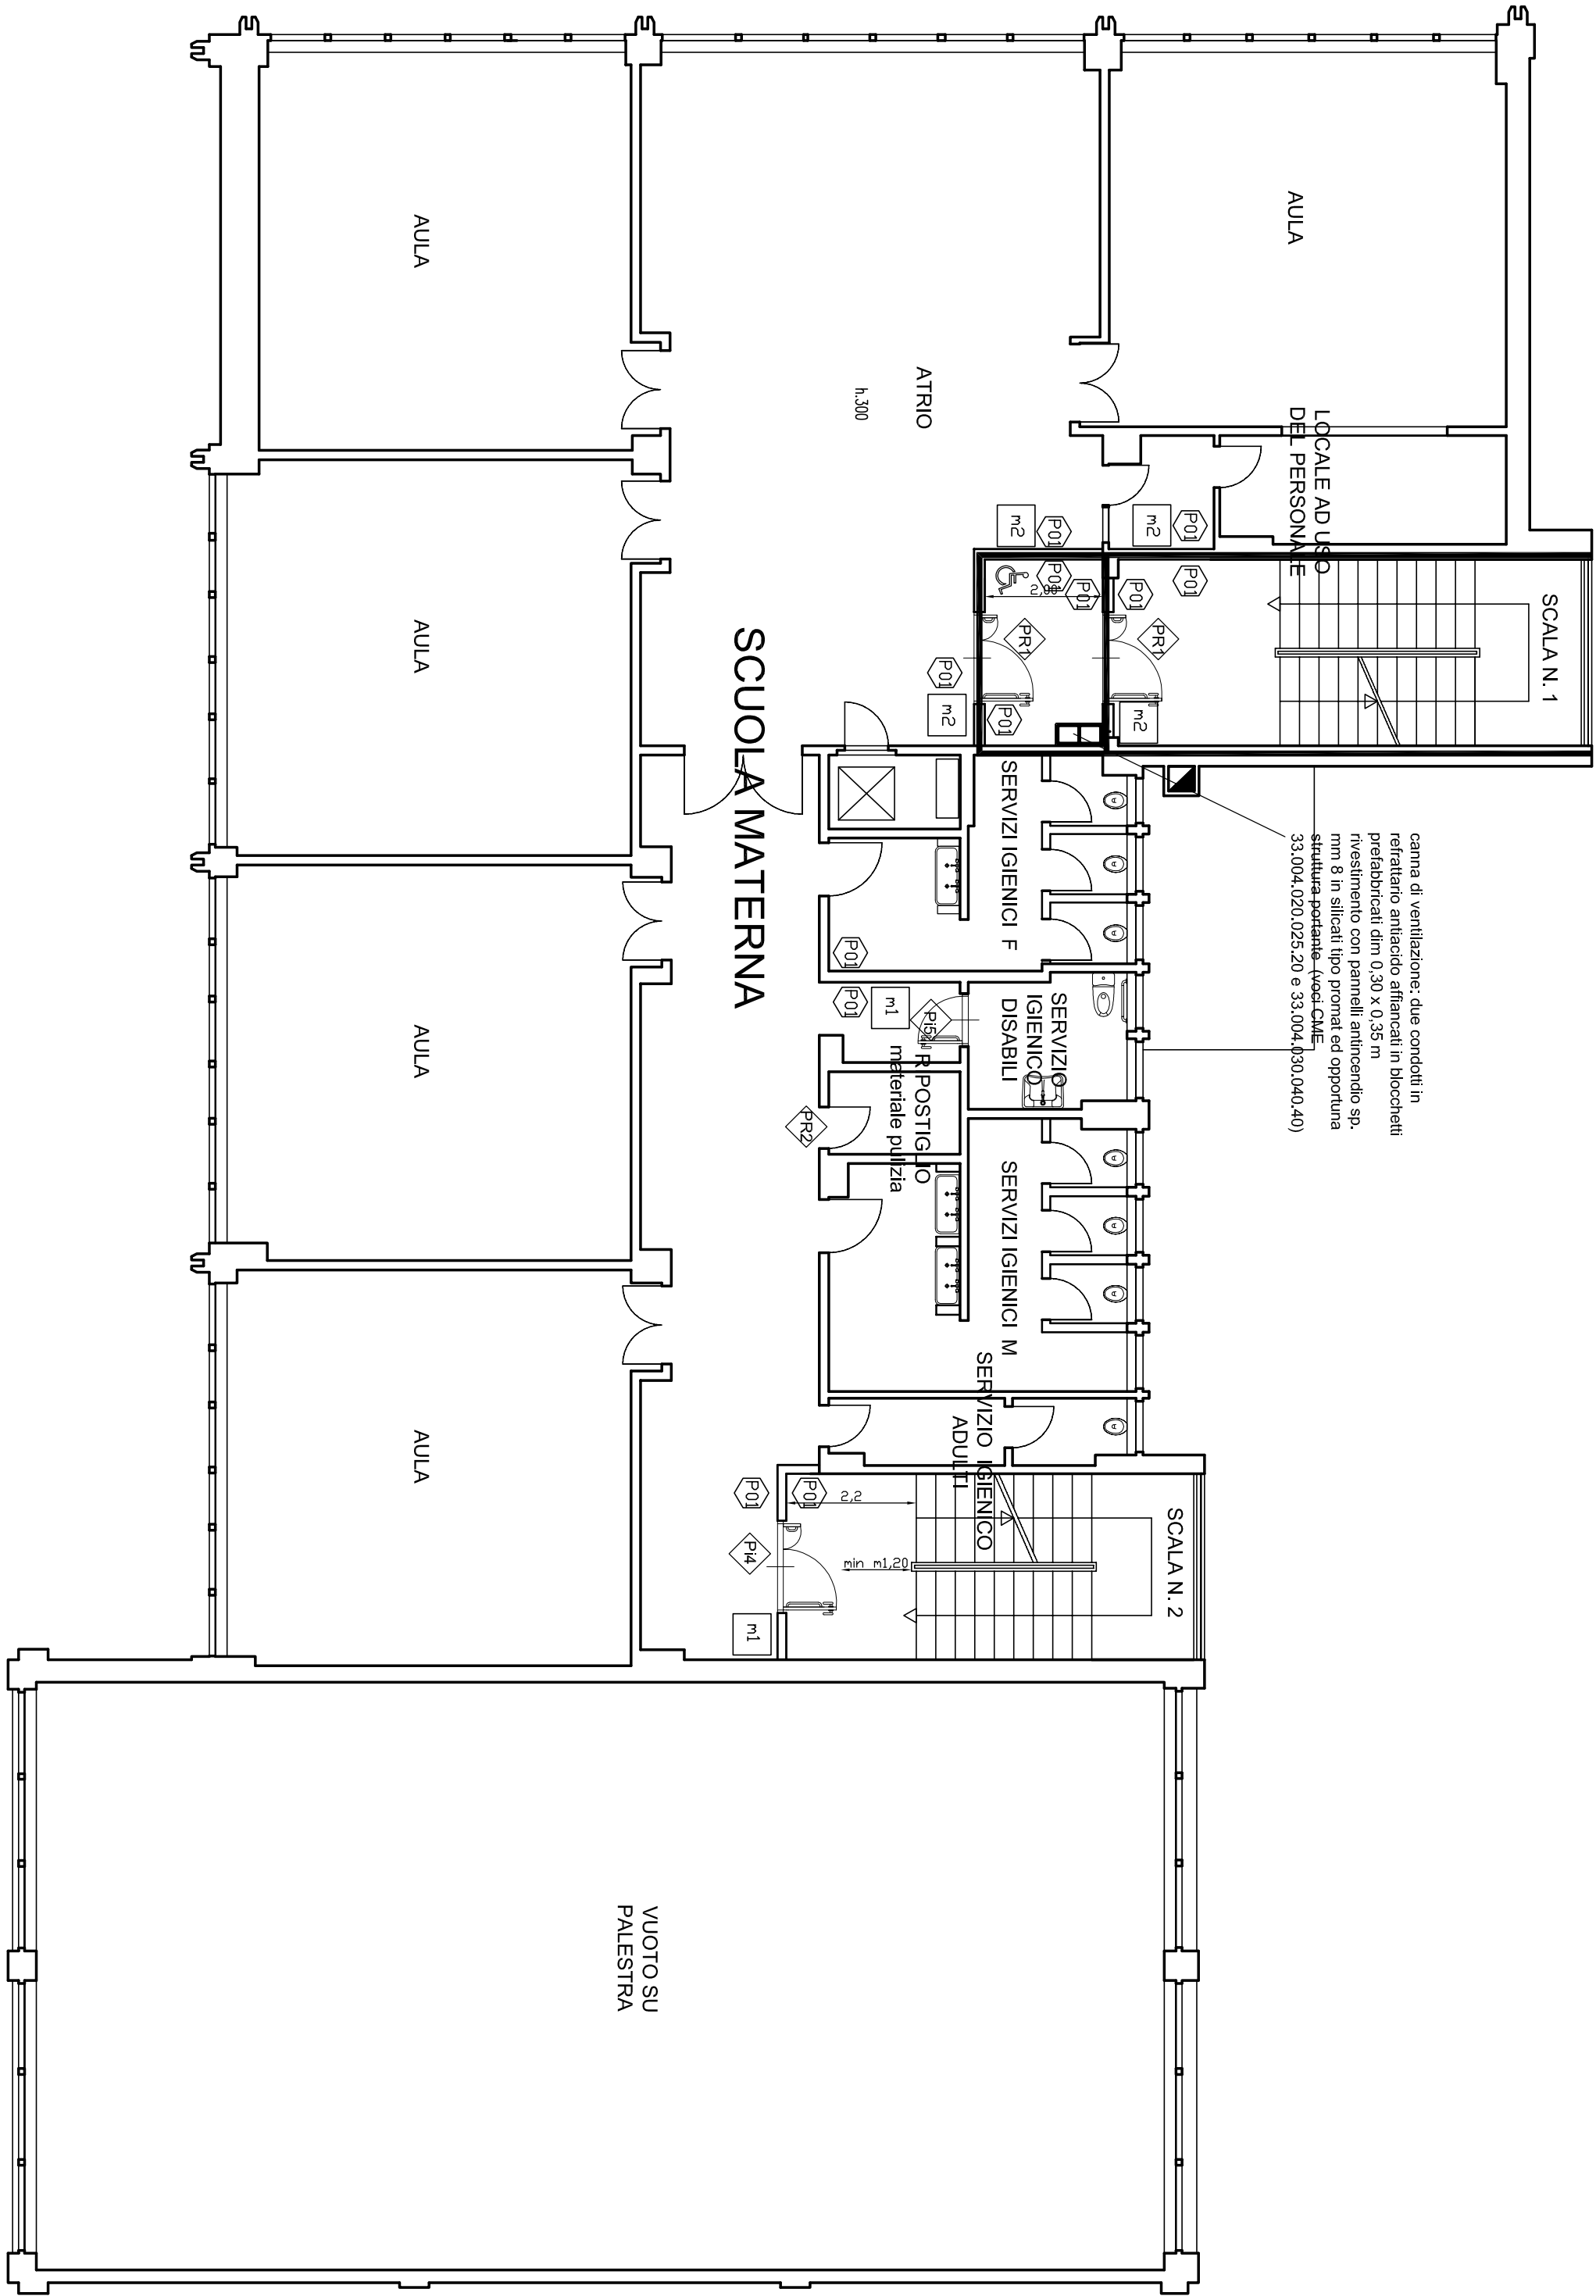 SCALA N. 1
LOCALE AD USO
DEL PERSONALE
AULA
canna di ventilazione: due condotti in
refrattario antiacido affiancati in blocchetti
prefabbricati dim 0,30 x 0,35 m
rivestimento con pannelli antincendio sp.
mm 8 in silicati tipo promat ed opportuna
struttura portante (voci CME
33.004.020.025.20 e 33.004.030.040.40)
P01
m2
P01
P01
m2
PR1
P01
m2
P01
P01
2,98
PR1
P01
P01
m2
SCALA N. 2
ATRIO
h.300
SERVIZI IGIENICI F
SERVIZIO
IGIENICO
DISABILI
SERVIZI IGIENICI M
SERVIZIO IGIENICO
ADULTI
RIPOSTIGLIO
materiale pulizia
P01
P01
m1
Pi5
PR2
min m1,20
2,2
P01
P01
Pi4
m1
SCUOLA MATERNA
AULA
AULA
AULA
AULA
VUOTO SU
PALESTRA